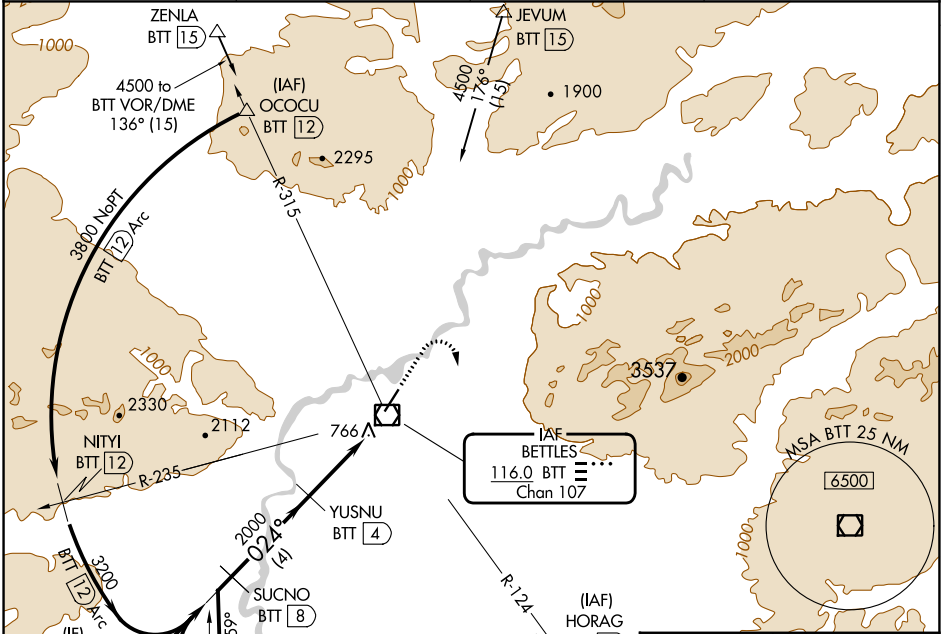 ZENLA
BTT 15
JEVUM
BTT 15
1000
4500 to
BTT VOR/DME
136° (15)
(IAF)
OCOCU
BTT 12
4500
176°
(15)
1900
2295
1000
R-315
3800 NoPT
BTT 12 Arc
1000
1000
2000
3537
2330
2112
766
NITYI
BTT 12
R-235
IAF
BETTLES
116.0 BTT
Chan 107
MSA BTT 25 NM
6500
YUSNU
BTT 4
2000
024°
(4)
1000
3200
BTT 12 Arc
SUCNO
BTT 8
R-124
(IAF)
HORAG
(IF)